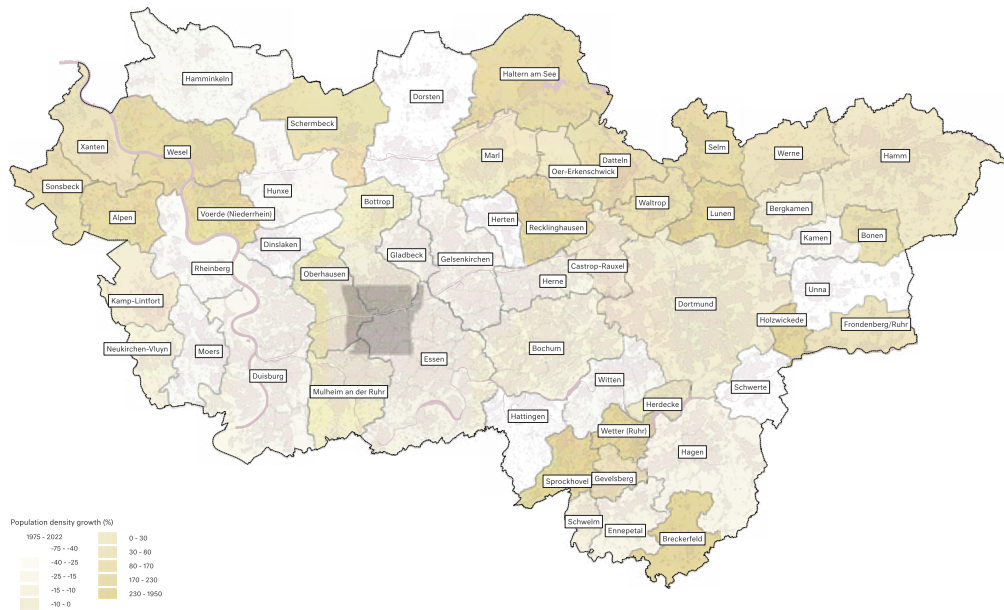 Haltern am See
Hamminkeln
Dorsten
Schermbeck
Xanten
Wesel
Marl
Datteln
Oer-Erkenschwick
Selm
Werne
Hamm
Sonsbeck
Hunxe
Bottrop
Waltrop
Alpen
Voerde (Niederrhein)
Herten
Recklinghausen
Lunen
Bergkamen
Dinslaken
Kamen
Bonen
Rheinberg
Oberhausen
Gladbeck
Gelsenkirchen
Castrop-Rauxel
Herne
Unna
Kamp-Lintfort
Dortmund
Holzwickede
Frondenberg/Ruhr
Neukirchen-Vluyn
Moers
Essen
Bochum
Duisburg
Mulheim an der Ruhr
Witten
Schwerte
Hattingen
Herdecke
Wetter (Ruhr)
Hagen
Sprockhovel
Gevelsberg
Schwelm
Ennepetal
Breckerfeld
Population density growth (%)
1975 - 2022
-75 - -40
-40 - -25
-25 - -15
-15 - -10
-10 - 0
0 - 30
30 - 80
80 - 170
170 - 230
230 - 1950